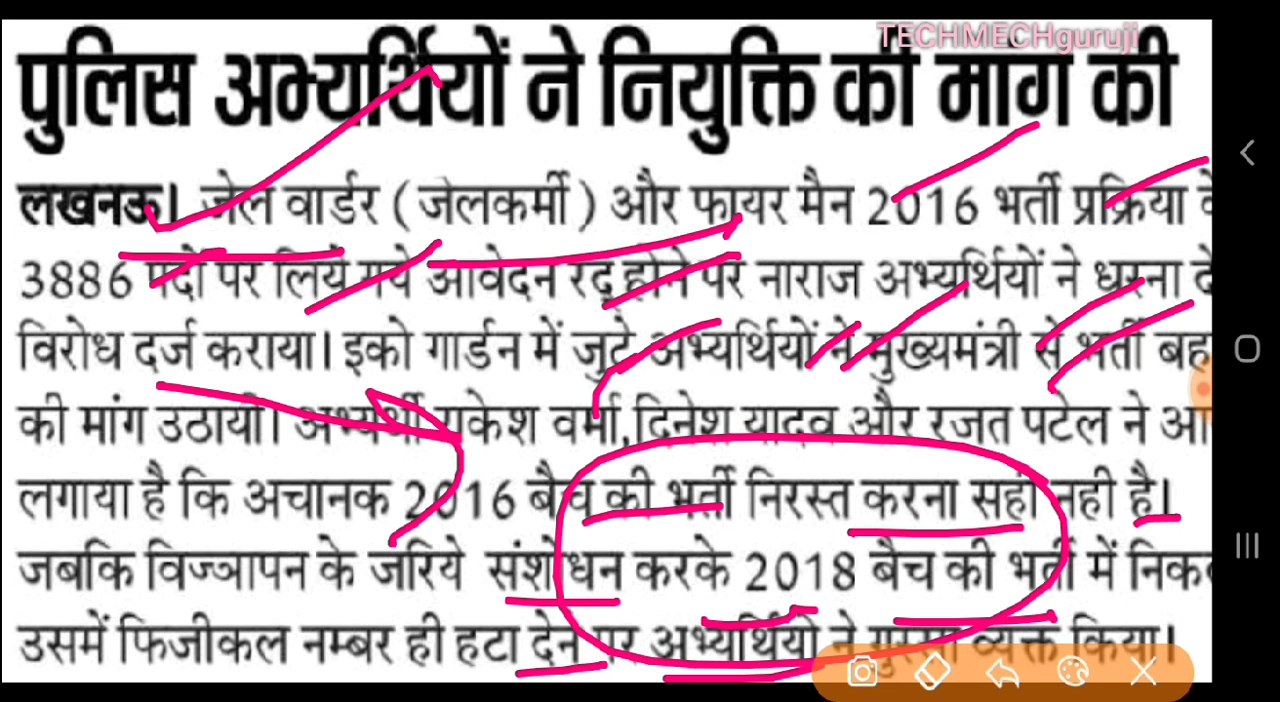 TECHMECHguruji
पुलिस अभ्यर्थियों ने नियुक्ति की मांग की
लखनऊ। जेल वार्डर (जेलकर्मी) और फायर मैन 2016 भर्ती प्रक्रिया
3886 पदों पर लिये गये आवेदन रद्द होने पर नाराज अभ्यर्थियों ने धरना
विरोध दर्ज कराया। इको गार्डन में जुटे अभ्यर्थियों ने मुख्यमंत्री से भर्ती
की मांग उठायी। अभ्यर्थी राकेश वर्मा,दिनेश यादव और रजत पटेल ने
लगाया है कि अचानक 2016 बैच की भर्ती निरस्त करना सही नही है।
जबकि विज्ञापन के जरिये संशोधन करके 2018 बैच की भर्ती में
उसमें फिजीकल नम्बर ही हटा देने पर अभ्यर्थियों ने गुस्सा व्यक्त किया।